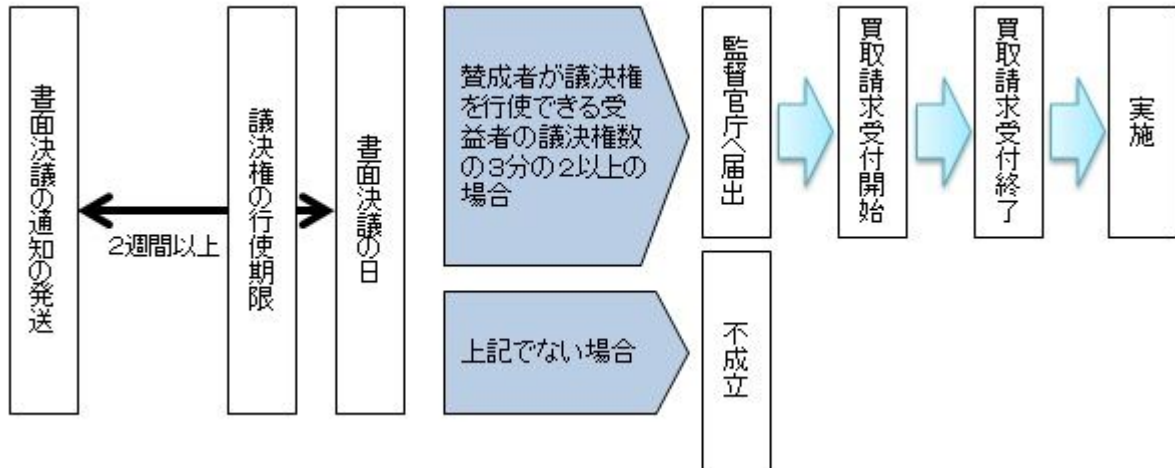 書面決議の通知の発送
2週間以上
議決権の行使期限
書面決議の日
賛成者が議決権
を行使できる受
益者の議決権数
の3分の2以上の
場合
監督官庁へ届出
買取請求受付開始
買取請求受付終了
実施
上記でない場合
不成立